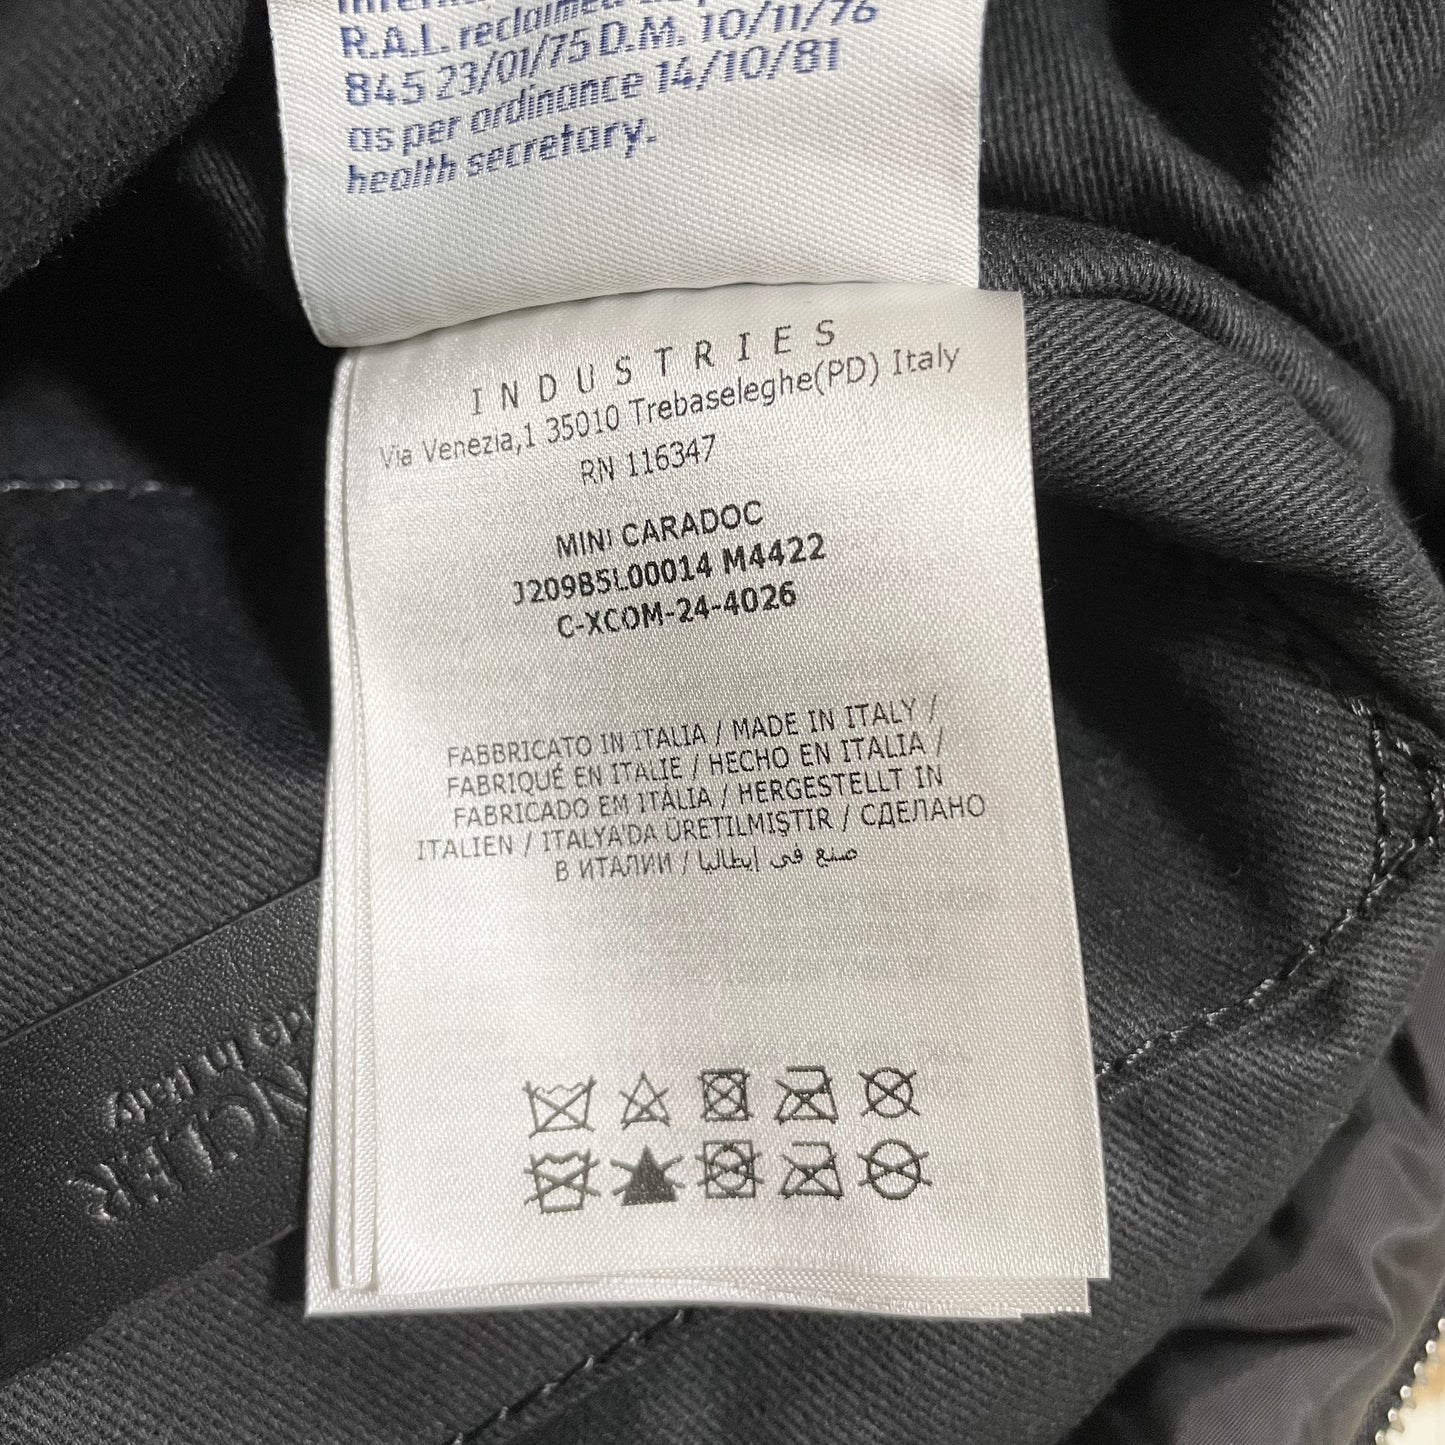 R.A.L. reclaimed
845 23/01/75 D.M. 10/11/76
as per ordinance 14/10/81
health secretary.
INDUSTRIES
Via Venezia,1 35010 Trebaseleghe(PD) Italy
RN 116347
MINI CARADOC
J209B5L00014 M4422
C-XCOM-24-4026
FABBRICATO IN ITALIA / MADE IN ITALY /
FABRIQUÉ EN ITALIE / HECHO EN ITALIA /
FABRICADO EM ITÁLIA / HERGESTELLT IN
ITALIEN / ITALYA'DA ÜRETILMIŞTIR / СДЕЛАНО
В ИТАЛИИ / صنع في إيطاليا
NCLER
in Italy